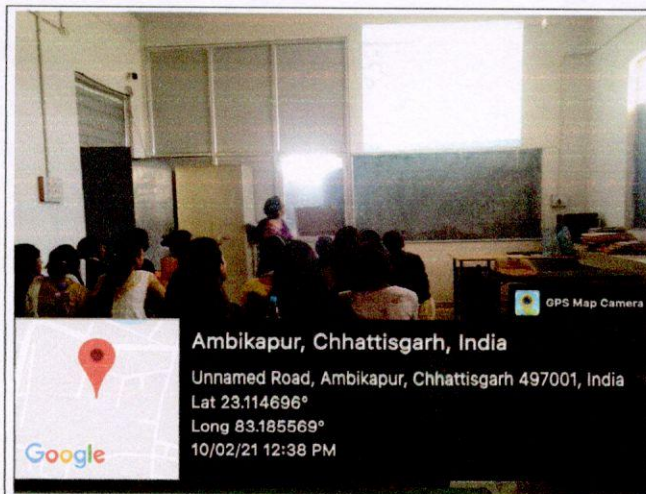 GPS Map Camera
Ambikapur, Chhattisgarh, India
Unnamed Road, Ambikapur, Chhattisgarh 497001, India
Lat 23.114696°
Long 83.185569°
10/02/21 12:38 PM
Google